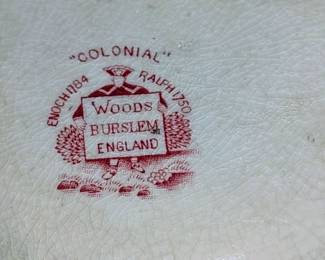 "COLONIAL"
ENOCH 1784 RALPH 1750
WOODS
BURSLEM
ENGLAND